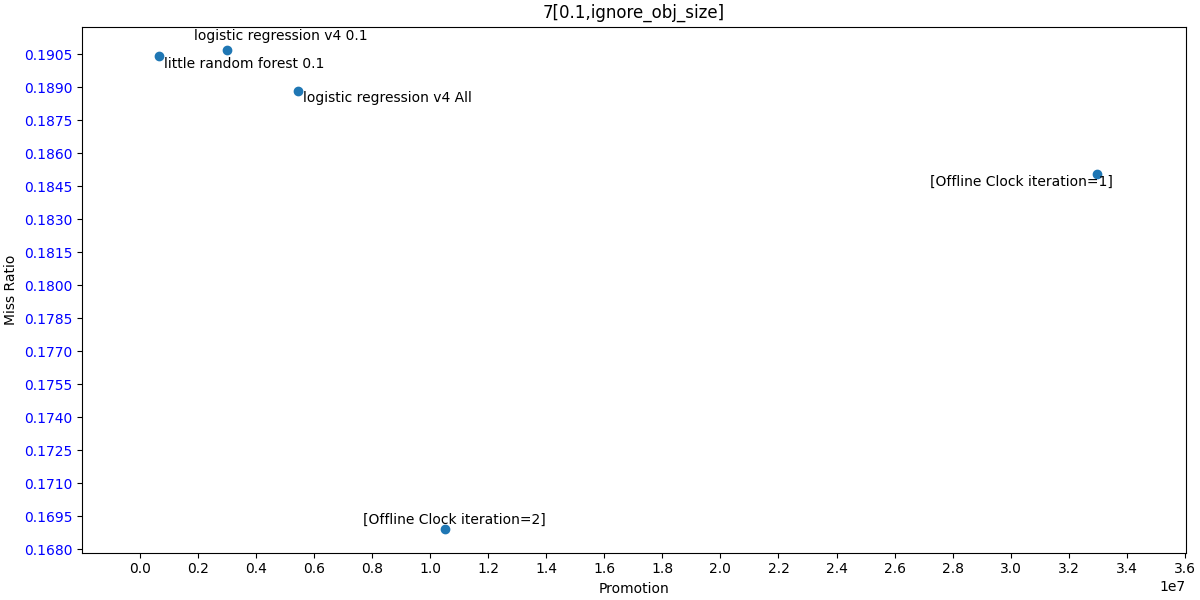 7[0.1,ignore_obj_size]
logistic regression v4 0.1
little random forest 0.1
logistic regression v4 All
[Offline Clock iteration=1]
[Offline Clock iteration=2]
Miss Ratio
0.1905
0.1890
0.1875
0.1860
0.1845
0.1830
0.1815
0.1800
0.1785
0.1770
0.1755
0.1740
0.1725
0.1710
0.1695
0.1680
0.0 0.2 0.4 0.6 0.8 1.0 1.2 1.4 1.6 1.8 2.0 2.2 2.4 2.6 2.8 3.0 3.2 3.4 3.6
1e7
Promotion